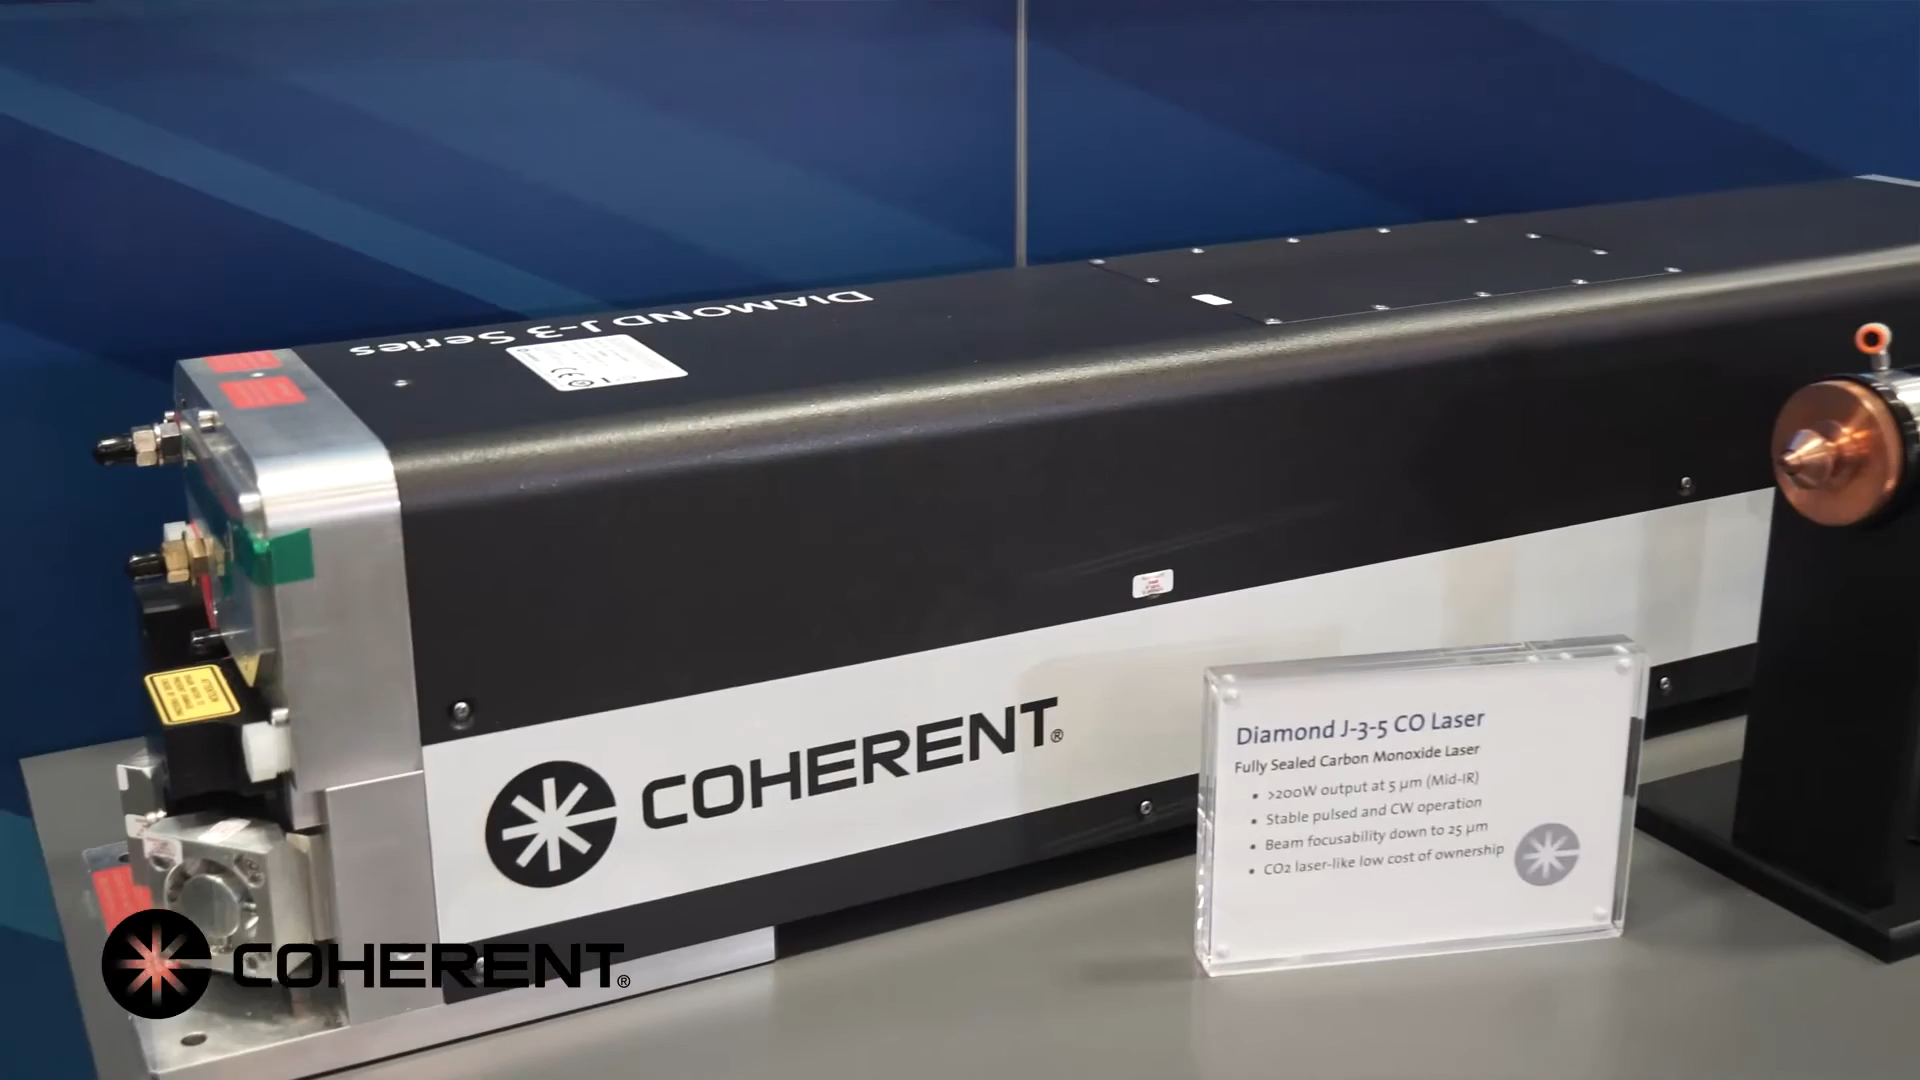 DIAMOND J-3 Series
CE
COHERENT®
Diamond J-3-5 CO Laser
Fully Sealed Carbon Monoxide Laser
• >200W output at 5 µm (Mid-IR)
• Stable pulsed and CW operation
• Beam focusability down to 25 µm
• CO2 laser-like low cost of ownership
ATTENTION
COHERENT®